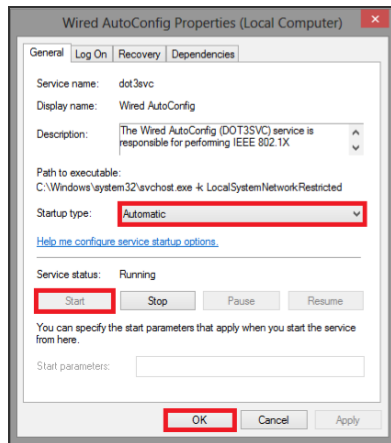 Wired AutoConfig Properties (Local Computer)
General Log On Recovery Dependencies
Service name: dot3svc
Display name: Wired AutoConfig
Description: The Wired AutoConfig (DOT3SVC) service is
responsible for performing IEEE 802.1X
Path to executable:
C:\Windows\system32\svchost.exe -k LocalSystemNetworkRestricted
Startup type: Automatic
Help me configure service startup options.
Service status: Running
Start Stop Pause Resume
You can specify the start parameters that apply when you start the service
from here.
Start parameters:
OK Cancel Apply